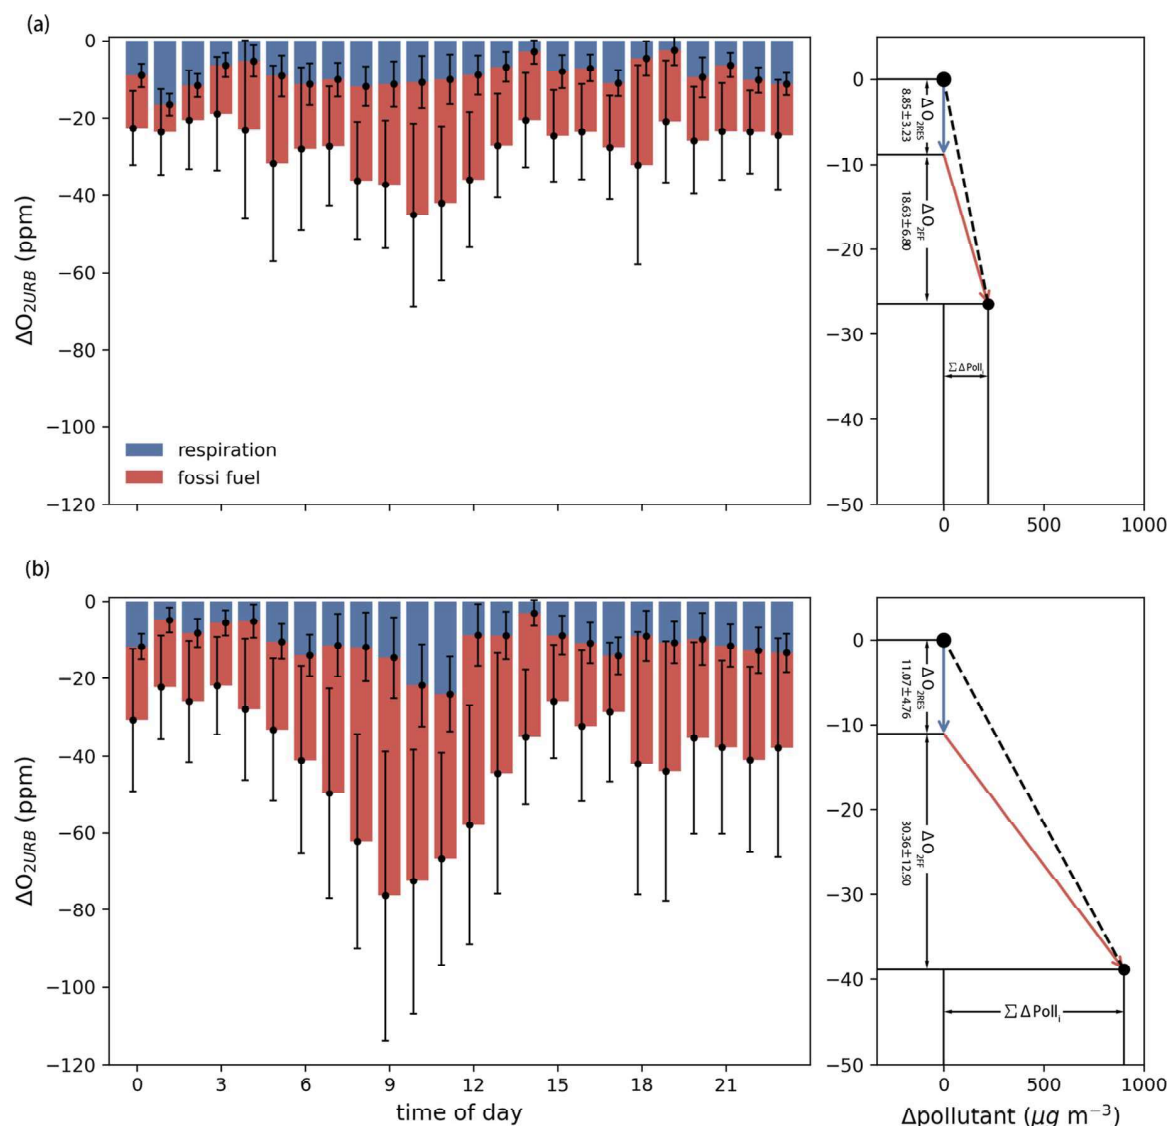 (a)
0
−20
−40
−60
−80
−100
−120
ΔO2URB (ppm)
respiration
fossi fuel
0
−10
−20
−30
−40
−50
ΔO2RES
8.85±3.23
ΔO2FF
18.63±6.80
Σ Δ Poll i
0 500 1000
(b)
0
−20
−40
−60
−80
−100
−120
ΔO2URB (ppm)
0 3 6 9 12 15 18 21
time of day
0
−10
−20
−30
−40
−50
ΔO2RES
11.07±4.76
ΔO2FF
30.36±12.90
Σ Δ Poll i
0 500 1000
Δpollutant (μg m−3)